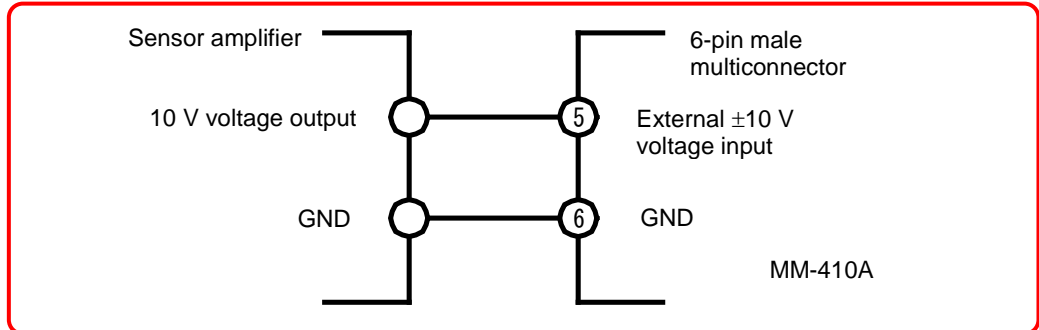 Sensor amplifier
6-pin male
multiconnector
10 V voltage output
5
External ±10 V
voltage input
GND
6
GND
MM-410A